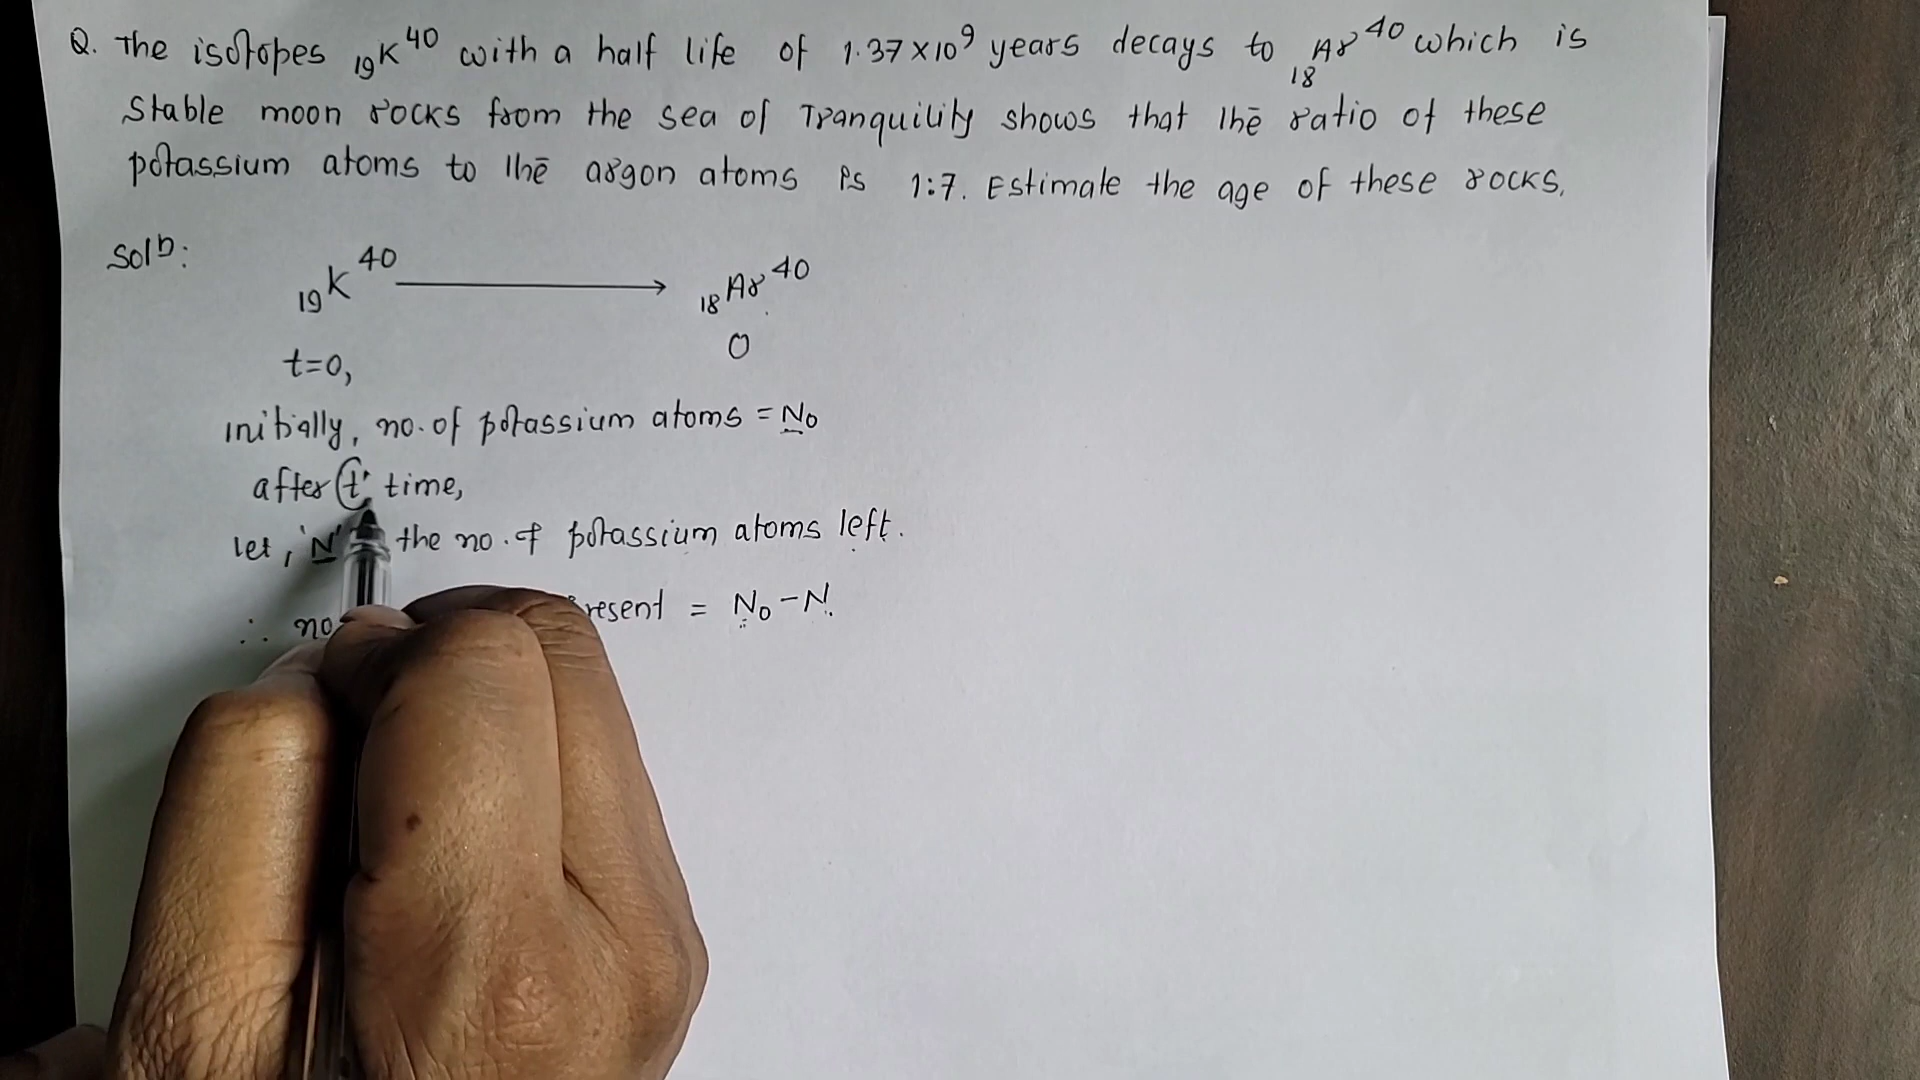 Q. The isotopes ₁₉K⁴⁰ with a half life of 1.37×10⁹ years decays to ₁₈Ar⁴⁰ which is
stable moon rocks from the sea of Tranquility shows that the ratio of these
potassium atoms to the argon atoms is 1:7. Estimate the age of these rocks.
Solⁿ:
₁₉K⁴⁰ ⟶ ₁₈Ar⁴⁰
t=0, 0
initially, no. of potassium atoms = N₀
after 't' time,
let, 'N' the no. of potassium atoms left.
∴ no = N₀ - N